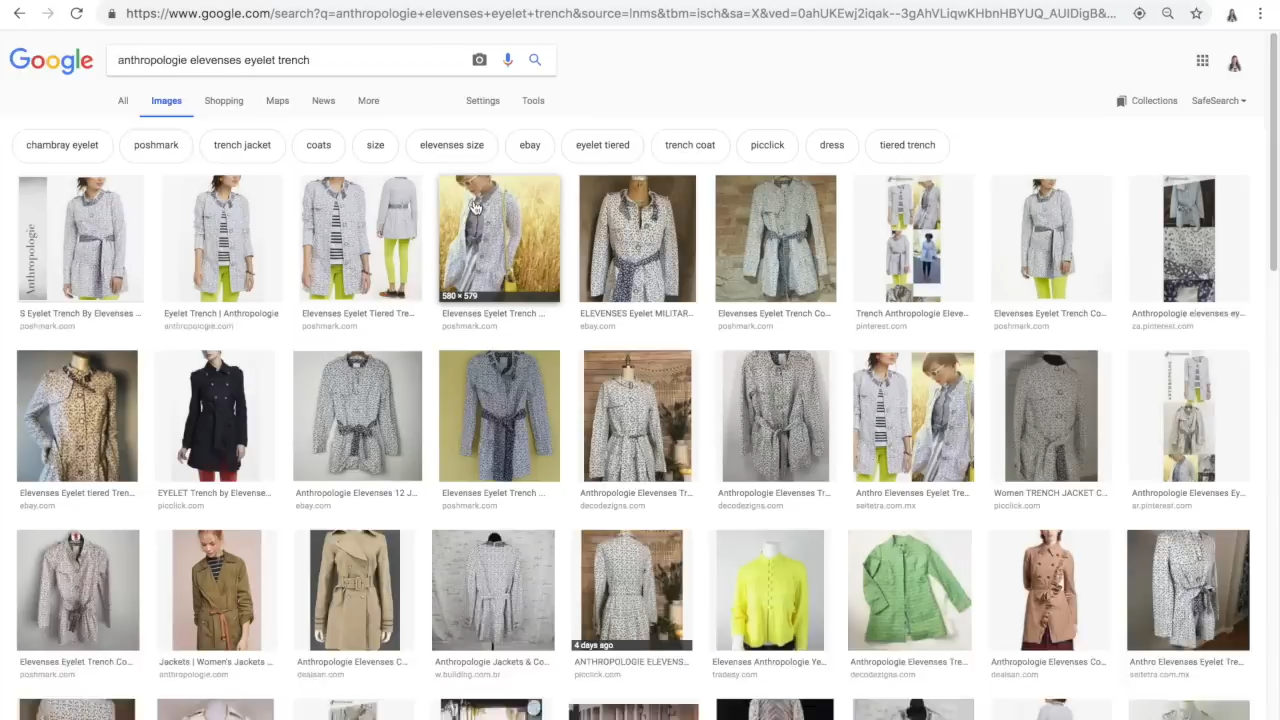 https://www.google.com/search?q=anthropologie+elevenses+eyelet+trench&source=lnms&tbm=isch&sa=X&ved=0ahUKEwj2iqak--3gAhVLiqwKHbnHBYUQ_AUIDigB&...
Google
anthropologie elevenses eyelet trench
All Images Shopping Maps News More Settings Tools Collections SafeSearch
chambray eyelet poshmark trench jacket coats size elevenses size ebay eyelet tiered trench coat picclick dress tiered trench
Anthropologie
580 × 579
S Eyelet Trench By Elevenses ... Eyelet Trench | Anthropologie Elevenses Eyelet Tiered Tre... Elevenses Eyelet Trench ... ELEVENSES Eyelet MILITAR... Elevenses Eyelet Trench Co... Trench Anthropologie Eleve... Elevenses Eyelet Trench Co... Anthropologie elevenses ey...
poshmark.com anthropologie.com poshmark.com poshmark.com ebay.com poshmark.com pinterest.com poshmark.com za.pinterest.com
Elevenses Eyelet tiered Tren... EYELET Trench by Elevense... Anthropologie Elevenses 12 J... Elevenses Eyelet Trench ... Anthropologie Elevenses Tr... Anthropologie Elevenses Tr... Anthro Elevenses Eyelet Tre... Women TRENCH JACKET C... Anthropologie Elevenses Ey...
ebay.com picclick.com ebay.com poshmark.com decodezigns.com decodezigns.com seitetra.com.mx picclick.com ar.pinterest.com
4 days ago
Elevenses Eyelet Trench Co... Jackets | Women's Jackets ... Anthropologie Elevenses C... Anthropologie Jackets & Co... ANTHROPOLOGIE ELEVENS... Elevenses Anthropologie Ye... Anthropologie Elevenses Tre... Anthropologie Elevenses Co... Anthro Elevenses Eyelet Tre...
poshmark.com anthropologie.com dealsan.com w.building.com.br picclick.com tradesy.com decodezigns.com dealsan.com seitetra.com.mx